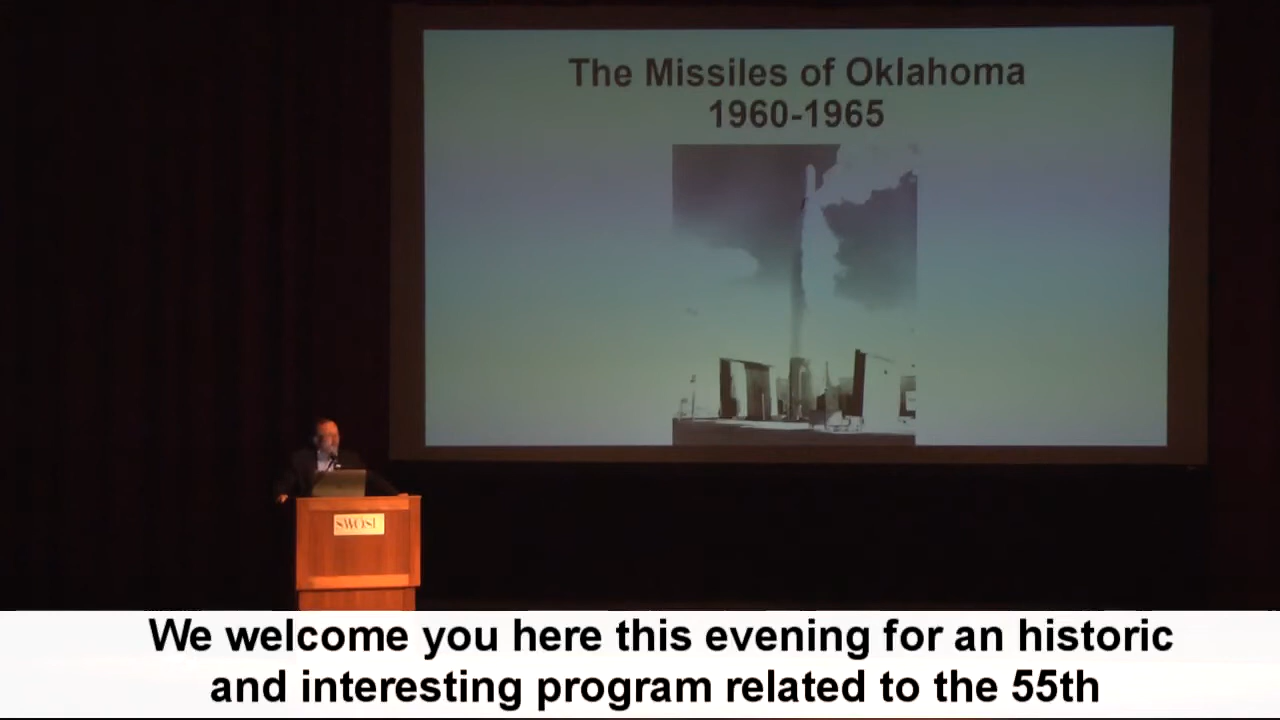 The Missiles of Oklahoma
1960-1965
SWOSU
We welcome you here this evening for an historic
and interesting program related to the 55th